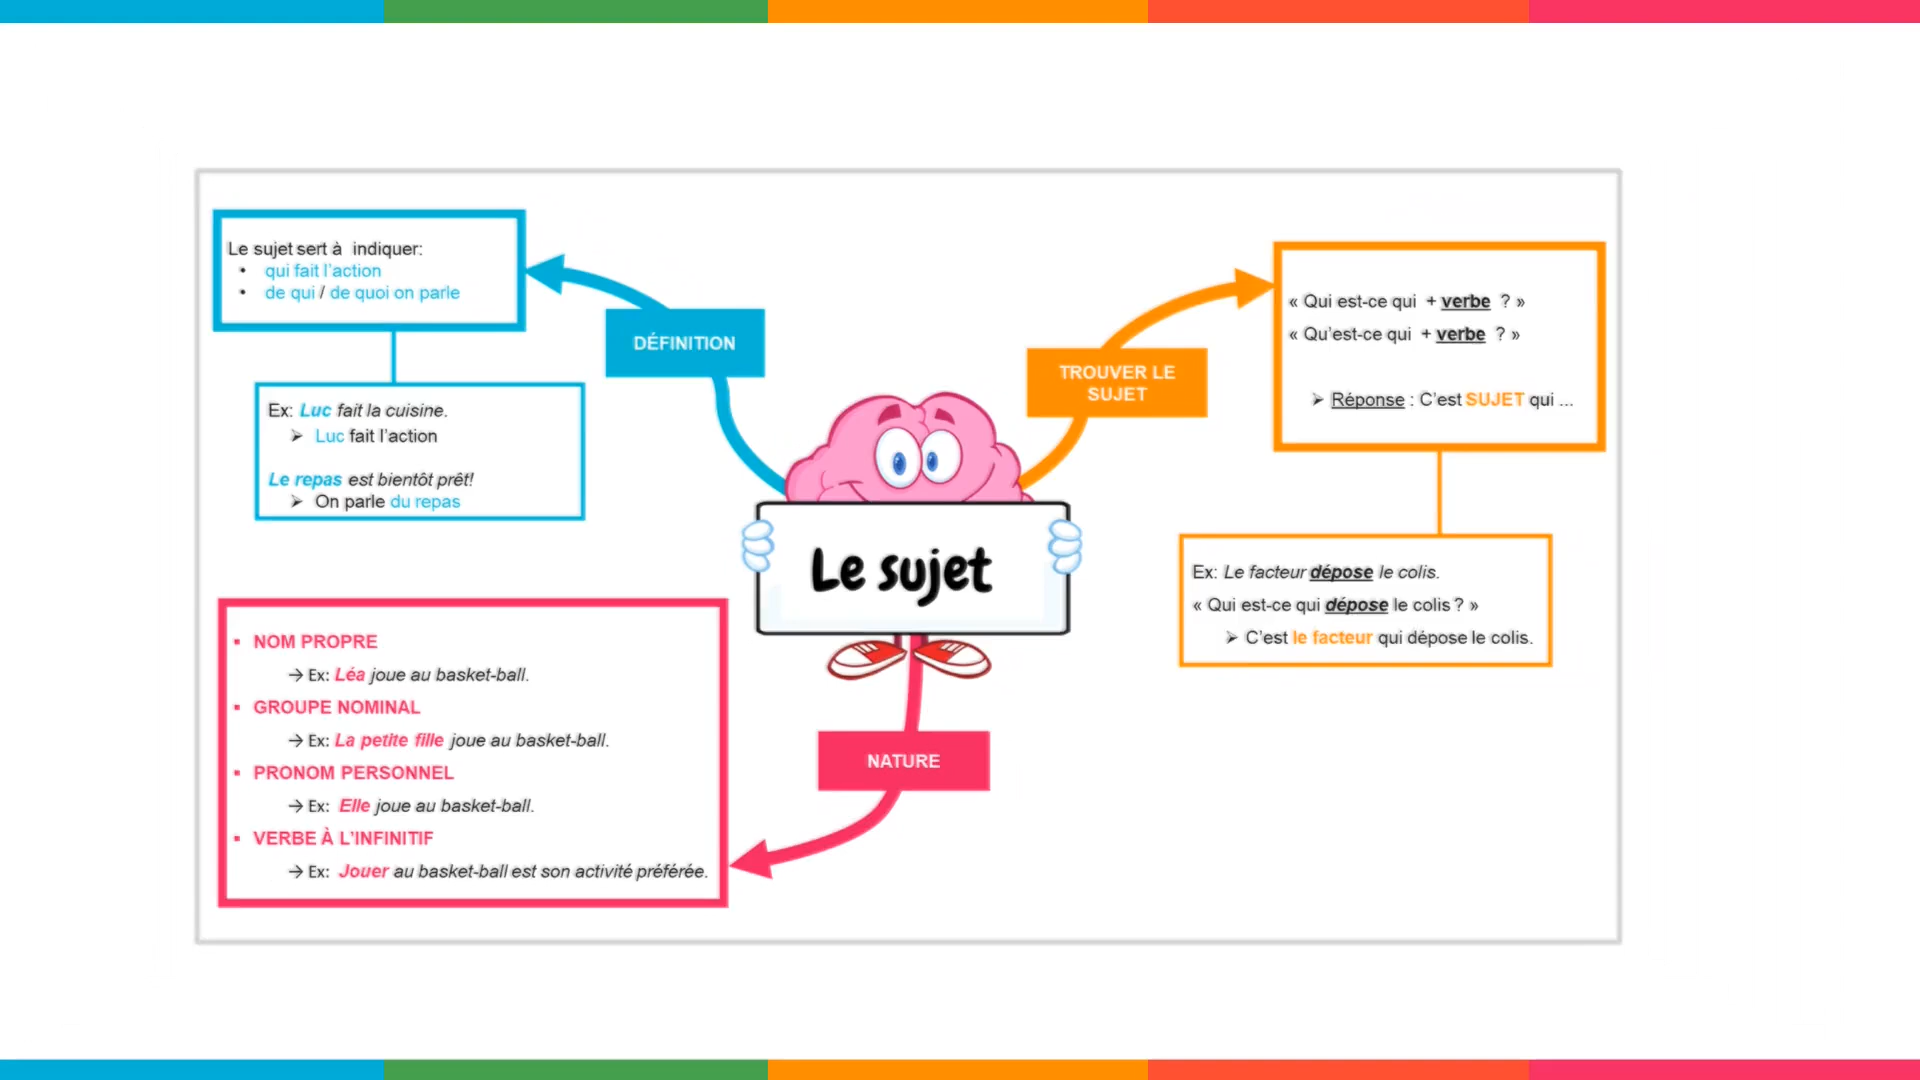 Le sujet sert à indiquer:
• qui fait l'action
• de qui / de quoi on parle
DÉFINITION
Ex: Luc fait la cuisine.
➢ Luc fait l'action
Le repas est bientôt prêt!
➢ On parle du repas
TROUVER LE
SUJET
« Qui est-ce qui + verbe ? »
« Qu'est-ce qui + verbe ? »
➢ Réponse : C'est SUJET qui ...
Ex: Le facteur dépose le colis.
« Qui est-ce qui dépose le colis ? »
➢ C'est le facteur qui dépose le colis.
Le sujet
NATURE
▪ NOM PROPRE
→ Ex: Léa joue au basket-ball.
▪ GROUPE NOMINAL
→ Ex: La petite fille joue au basket-ball.
▪ PRONOM PERSONNEL
→ Ex: Elle joue au basket-ball.
▪ VERBE À L'INFINITIF
→ Ex: Jouer au basket-ball est son activité préférée.